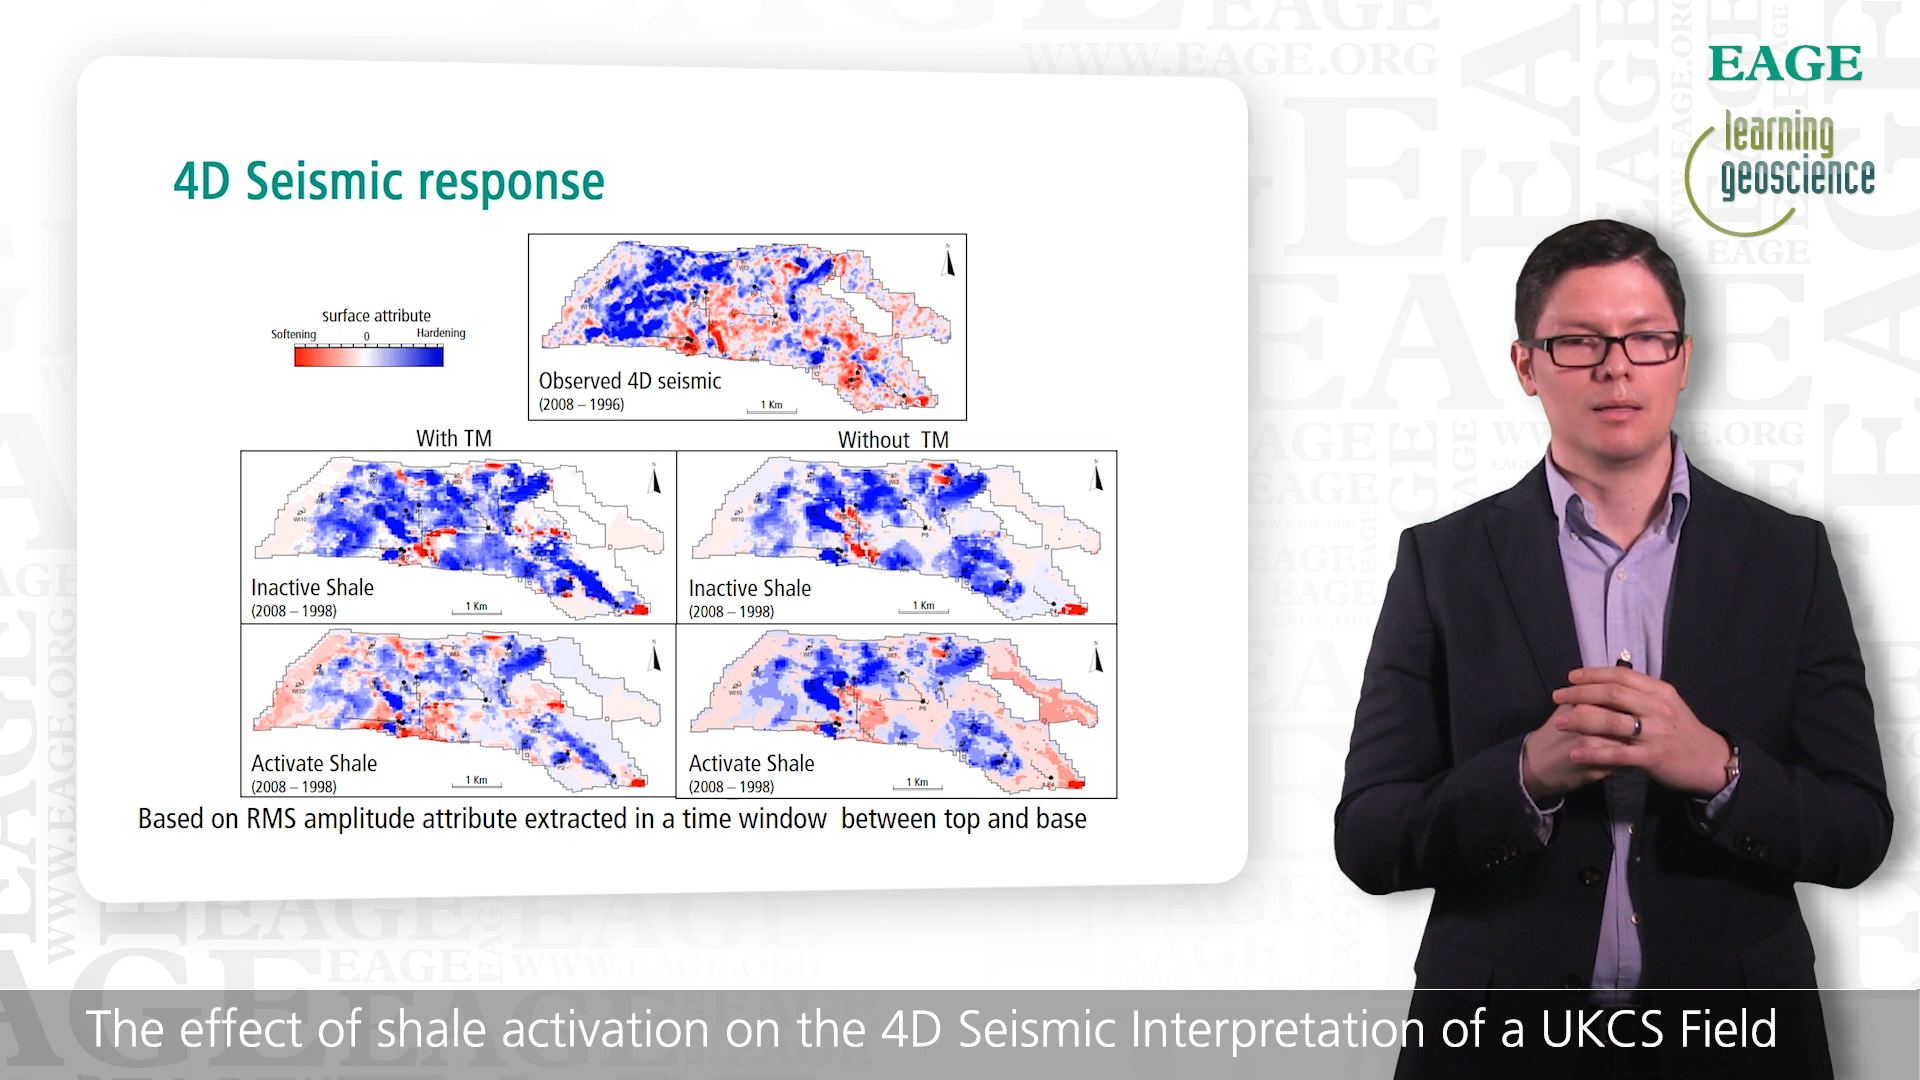 EAGE
learning
geoscience
4D Seismic response
surface attribute
Softening 0 Hardening
Observed 4D seismic
(2008 – 1996)
1 Km
With TM
Without TM
Inactive Shale
(2008 – 1998)
1 Km
Inactive Shale
(2008 – 1998)
1 Km
Activate Shale
(2008 – 1998)
1 Km
Activate Shale
(2008 – 1998)
1 Km
Based on RMS amplitude attribute extracted in a time window between top and base
The effect of shale activation on the 4D Seismic Interpretation of a UKCS Field